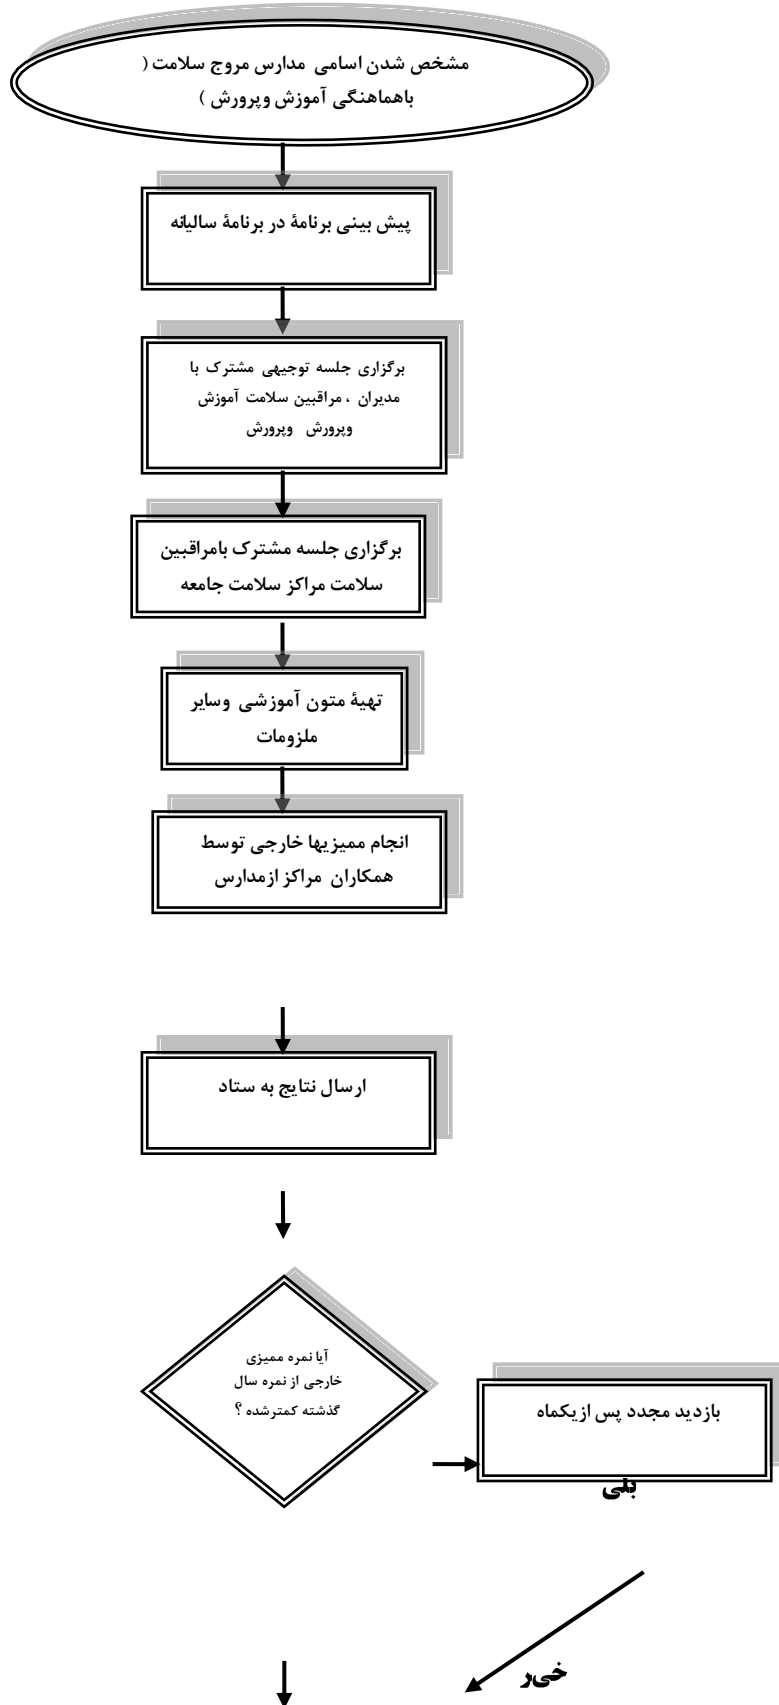 مشخص شدن اسامی مدارس مروج سلامت (
باهماهنگی آموزش وپرورش )
پیش بینی برنامۀ در برنامۀ سالیانه
برگزاری جلسه توجیهی مشترک با
مدیران ، مراقبین سلامت آموزش
وپرورش وپرورش
برگزاری جلسه مشترک بامراقبین
سلامت مراکز سلامت جامعه
تهیۀ متون آموزشی وسایر
ملزومات
انجام ممیزیها خارجی توسط
همکاران مراکز ازمدارس
ارسال نتایج به ستاد
آیا نمره ممیزی
خارجی از نمره سال
گذشته کمترشده ؟
بازدید مجدد پس ازیکماه
بلی
خیر